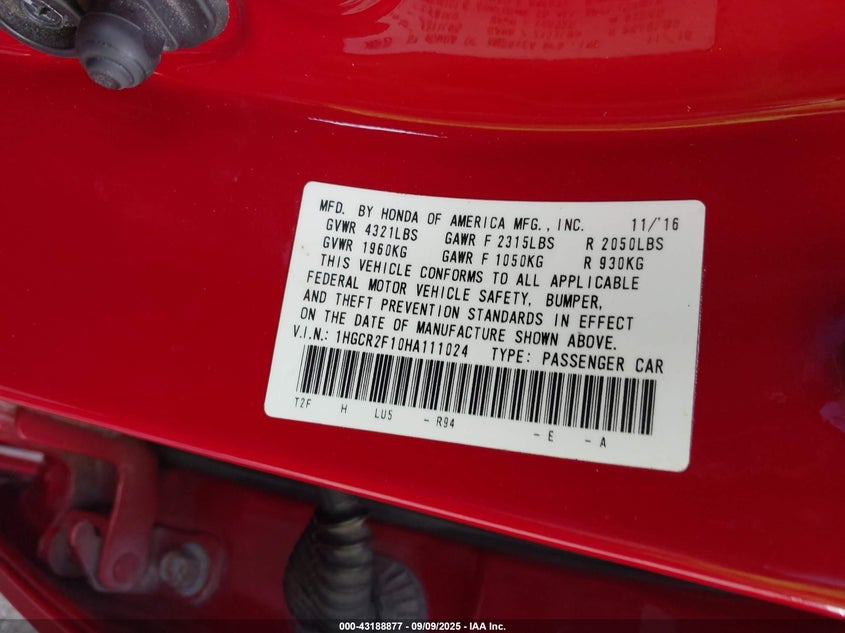 MFD. BY HONDA OF AMERICA MFG., INC. 11/'16
GVWR 4321LBS GAWR F 2315LBS R 2050LBS
GVWR 1960KG GAWR F 1050KG R 930KG
THIS VEHICLE CONFORMS TO ALL APPLICABLE
FEDERAL MOTOR VEHICLE SAFETY, BUMPER,
AND THEFT PREVENTION STANDARDS IN EFFECT
ON THE DATE OF MANUFACTURE SHOWN ABOVE.
V.I.N.: 1HGCR2F10HA111024 TYPE: PASSENGER CAR
T2F H LU5 - R94 - E - A
000-43188877 - 09/09/2025 - IAA Inc.